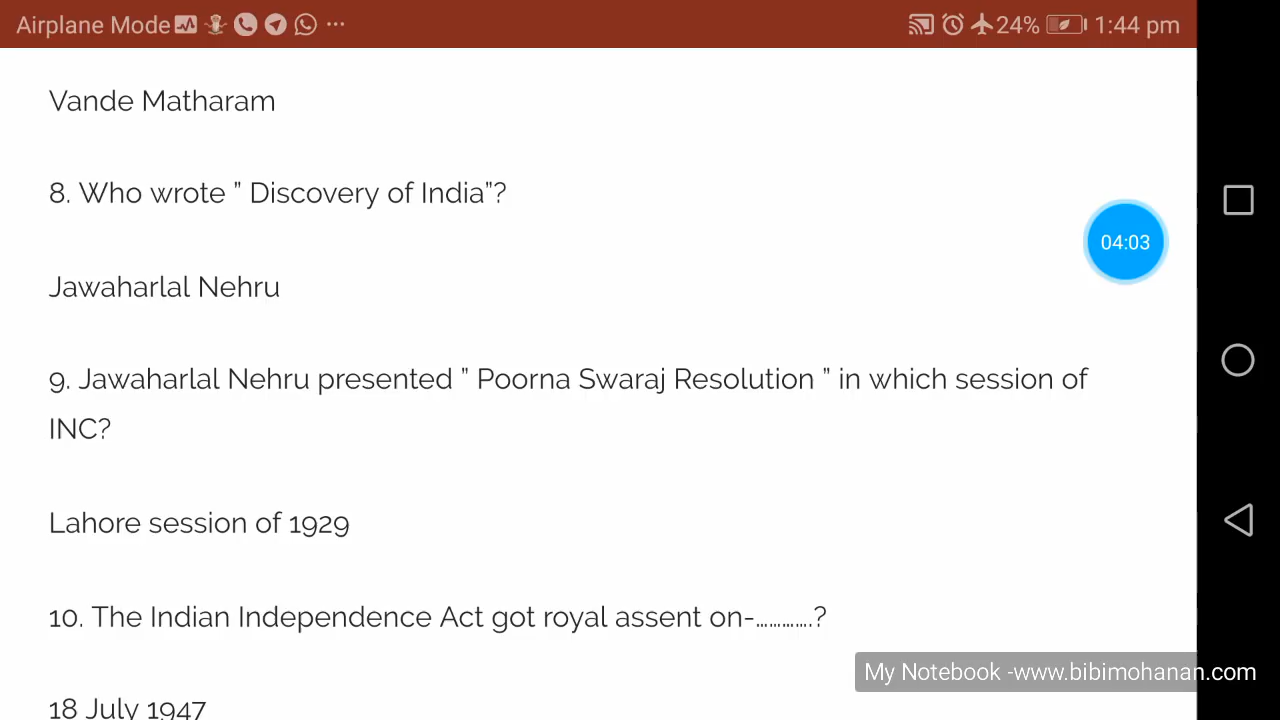 Airplane Mode ... 24% 1:44 pm
Vande Matharam
8. Who wrote ” Discovery of India”?
04:03
Jawaharlal Nehru
9. Jawaharlal Nehru presented ” Poorna Swaraj Resolution ” in which session of
INC?
Lahore session of 1929
10. The Indian Independence Act got royal assent on-………….?
My Notebook -www.bibimohanan.com
18 July 1947